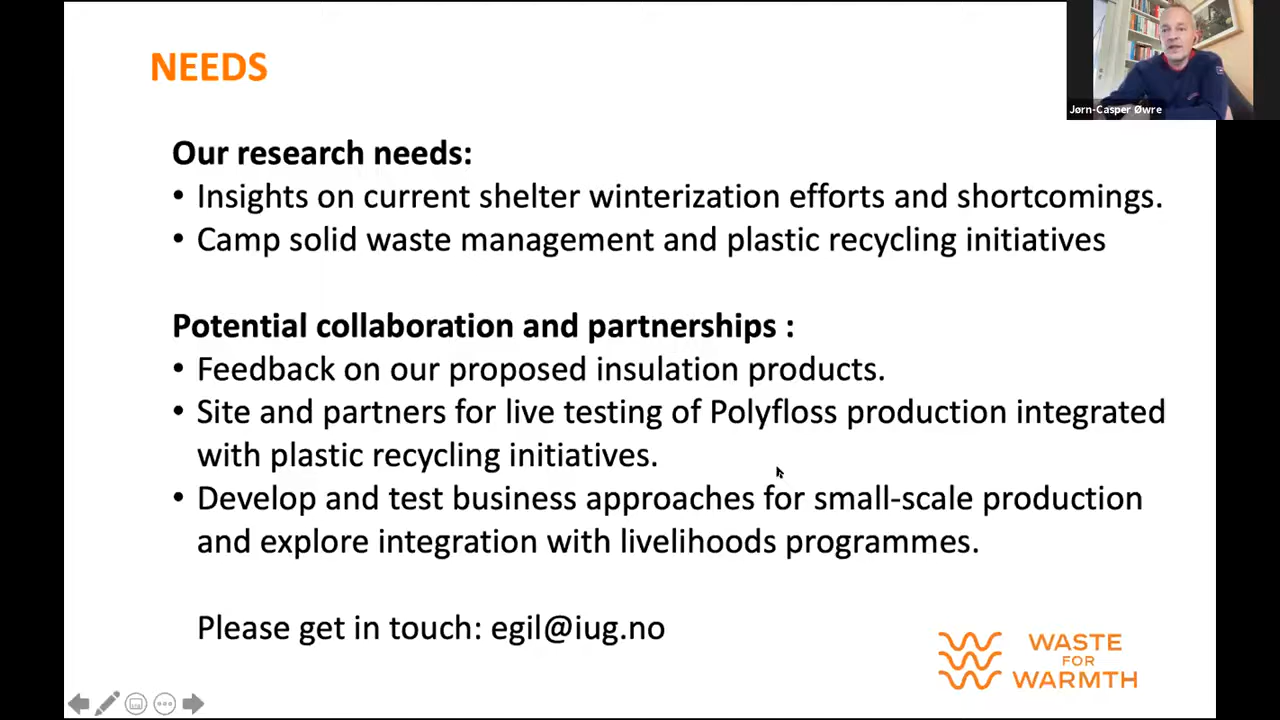 NEEDS
Jørn-Casper Øwre
Our research needs:
• Insights on current shelter winterization efforts and shortcomings.
• Camp solid waste management and plastic recycling initiatives
Potential collaboration and partnerships :
• Feedback on our proposed insulation products.
• Site and partners for live testing of Polyfloss production integrated
with plastic recycling initiatives.
• Develop and test business approaches for small-scale production
and explore integration with livelihoods programmes.
Please get in touch: egil@iug.no
WASTE
FOR
WARMTH